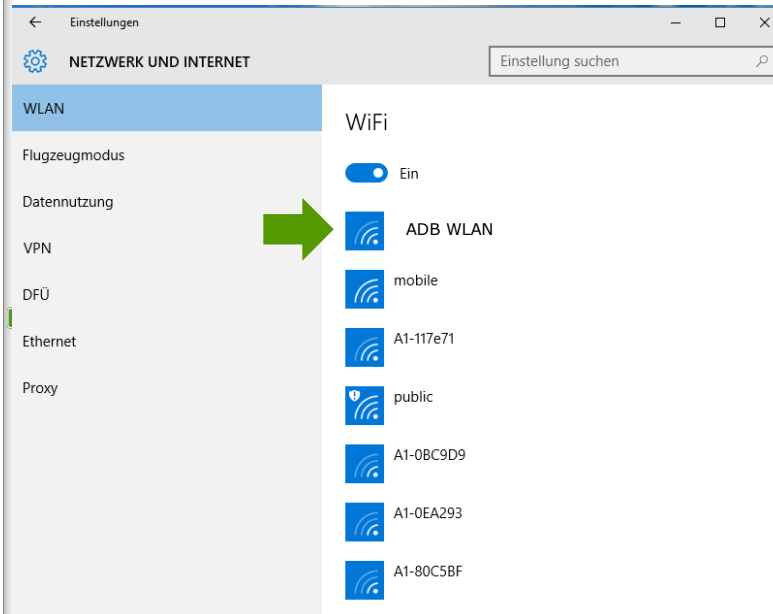 Einstellungen
NETZWERK UND INTERNET
Einstellung suchen
WLAN
Flugzeugmodus
Datennutzung
VPN
DFÜ
Ethernet
Proxy
WiFi
Ein
ADB WLAN
mobile
A1-117e71
public
A1-0BC9D9
A1-0EA293
A1-80C5BF